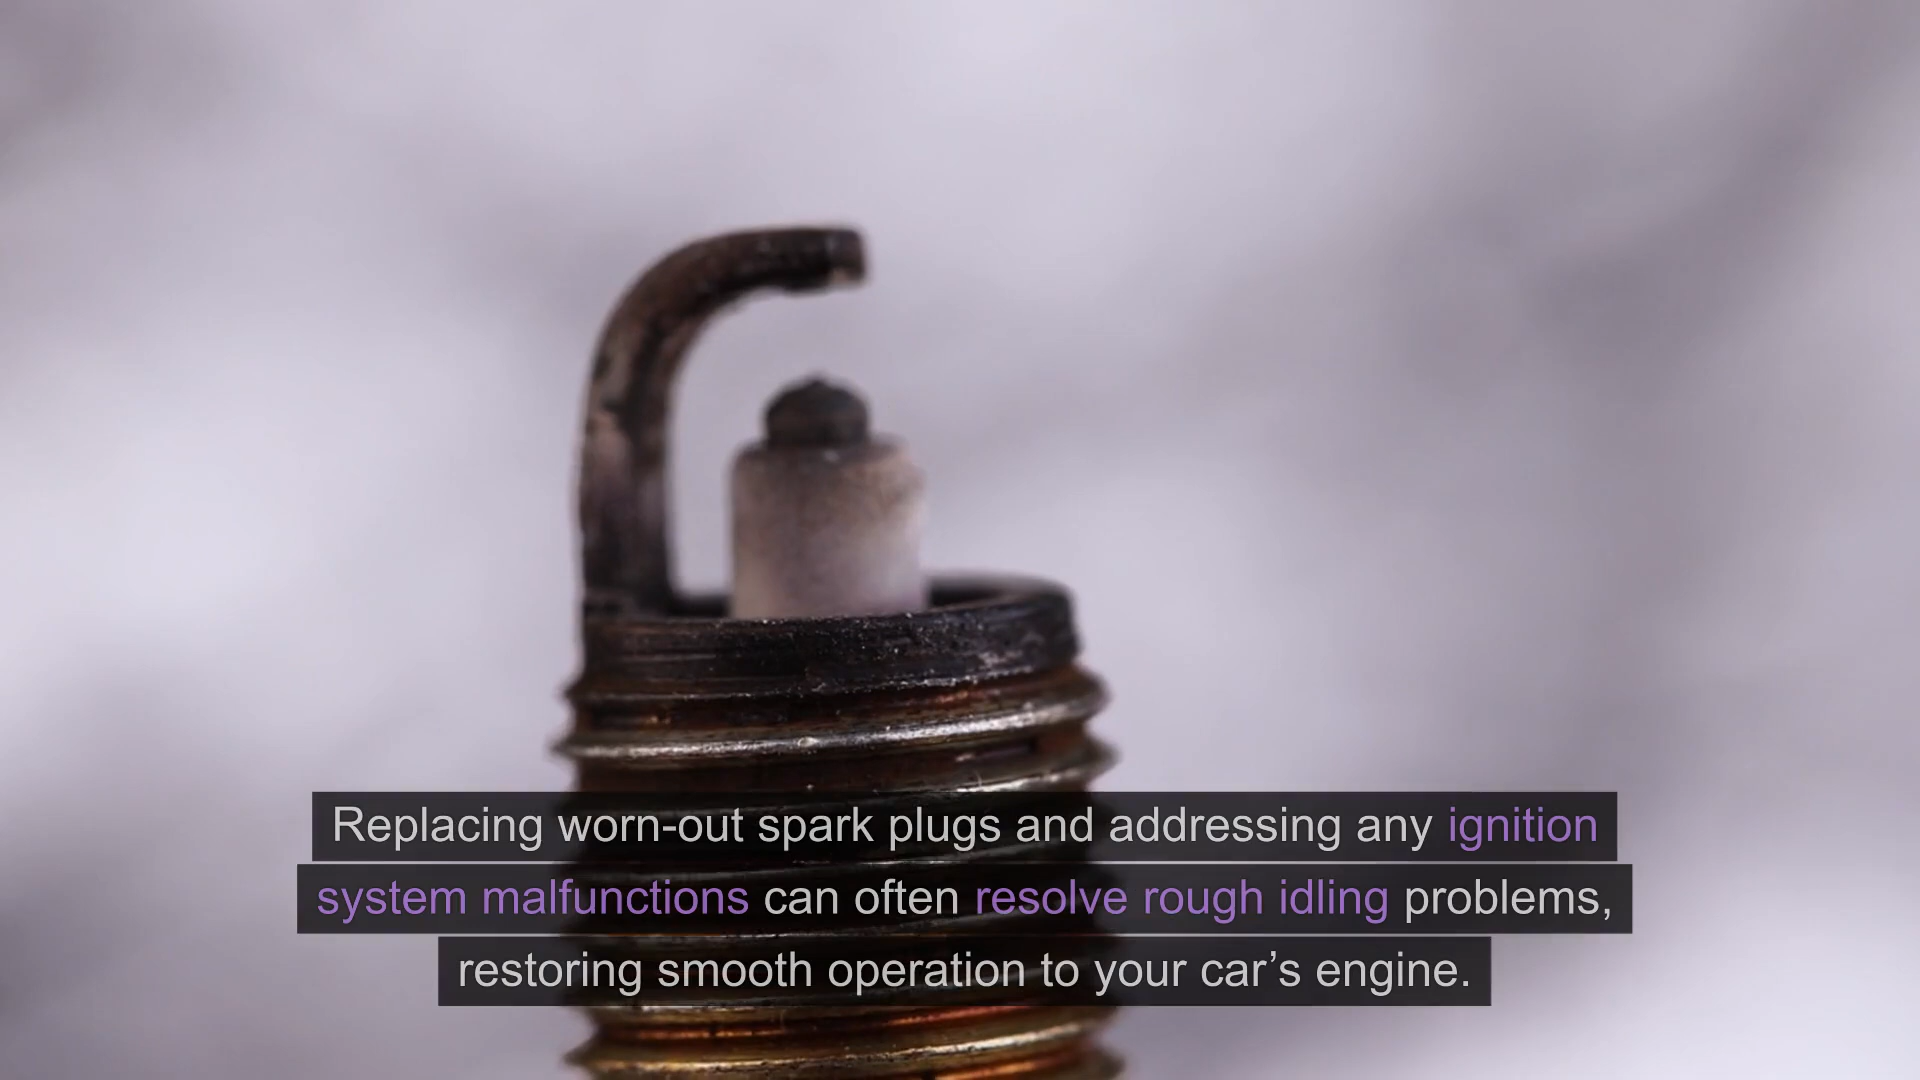 Replacing worn-out spark plugs and addressing any ignition
system malfunctions can often resolve rough idling problems,
restoring smooth operation to your car’s engine.